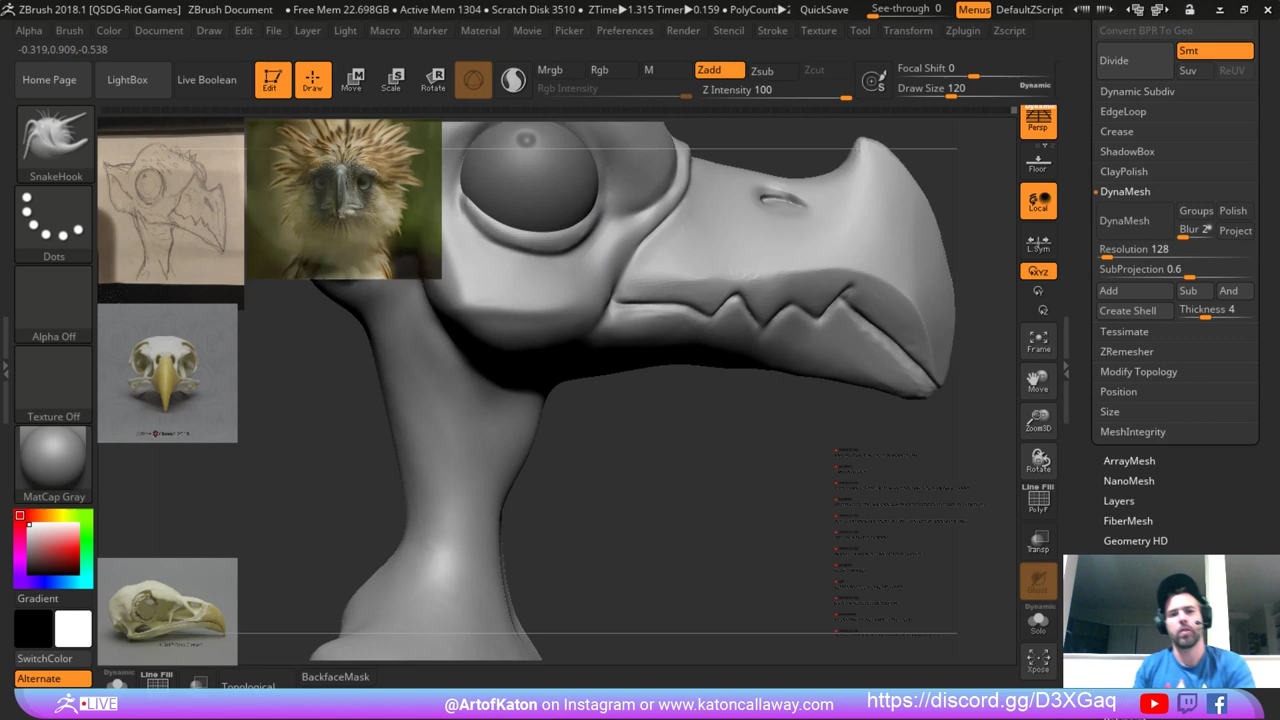 ZBrush 2018.1 [QSDG-Riot Games] ZBrush Document • Free Mem 22.698GB • Active Mem 1304 • Scratch Disk 3510 • ZTime▶1.315 Timer▶0.159 • PolyCount▶ QuickSave See-through 0 Menus DefaultZScript
Alpha Brush Color Document Draw Edit File Layer Light Macro Marker Material Movie Picker Preferences Render Stencil Stroke Texture Tool Transform Zplugin Zscript
-0.319,0.909,-0.538
Home Page LightBox Live Boolean Edit Draw Move Scale Rotate
Mrgb Rgb M Zadd Zsub Zcut
Rgb Intensity Z Intensity 100
Focal Shift 0
Draw Size 120 Dynamic
SnakeHook
Dots
Alpha Off
Texture Off
MatCap Gray
Gradient
SwitchColor
Alternate
Dynamic
Line Fill
Topological
BackfaceMask
Dynamic
Persp
Floor
Local
L.Sym
XYZ
Frame
Move
Zoom3D
Rotate
Line Fill
PolyF
Transp
Ghost
Dynamic
Solo
Xpose
Convert BPR To Geo
Divide Smt
Suv ReUV
Dynamic Subdiv
EdgeLoop
Crease
ShadowBox
ClayPolish
DynaMesh
DynaMesh Groups Polish
Blur 2 Project
Resolution 128
SubProjection 0.6
Add Sub And
Create Shell Thickness 4
Tessimate
ZRemesher
Modify Topology
Position
Size
MeshIntegrity
ArrayMesh
NanoMesh
Layers
FiberMesh
Geometry HD
LIVE @ArtofKaton on Instagram or www.katoncallaway.com https://discord.gg/D3XGaq